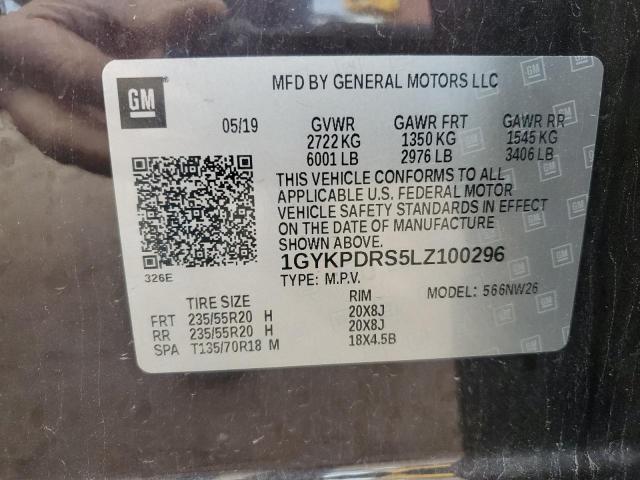 GM
MFD BY GENERAL MOTORS LLC
05/19 GVWR GAWR FRT GAWR RR
2722 KG 1350 KG 1545 KG
6001 LB 2976 LB 3406 LB
THIS VEHICLE CONFORMS TO ALL
APPLICABLE U.S. FEDERAL MOTOR
VEHICLE SAFETY STANDARDS IN EFFECT
ON THE DATE OF MANUFACTURE
SHOWN ABOVE.
326E 1GYKPDRS5LZ100296
TYPE: M.P.V. MODEL: 566NW26
TIRE SIZE RIM
FRT 235/55R20 H 20X8J
RR 235/55R20 H 20X8J
SPA T135/70R18 M 18X4.5B